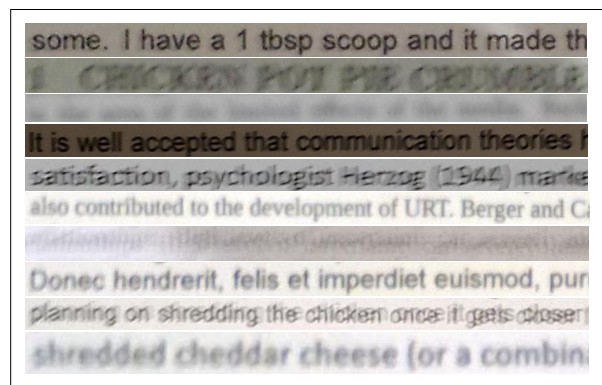 some. I have a 1 tbsp scoop and it made th
CHICKEN POT PIE CRUMBLE
It is well accepted that communication theories h
satisfaction, psychologist Herzog (1944) marke
also contributed to the development of URT. Berger and Ca
Donec hendrerit, felis et imperdiet euismod, pur
planning on shredding the chicken once it gets closer
shredded cheddar cheese (or a combina